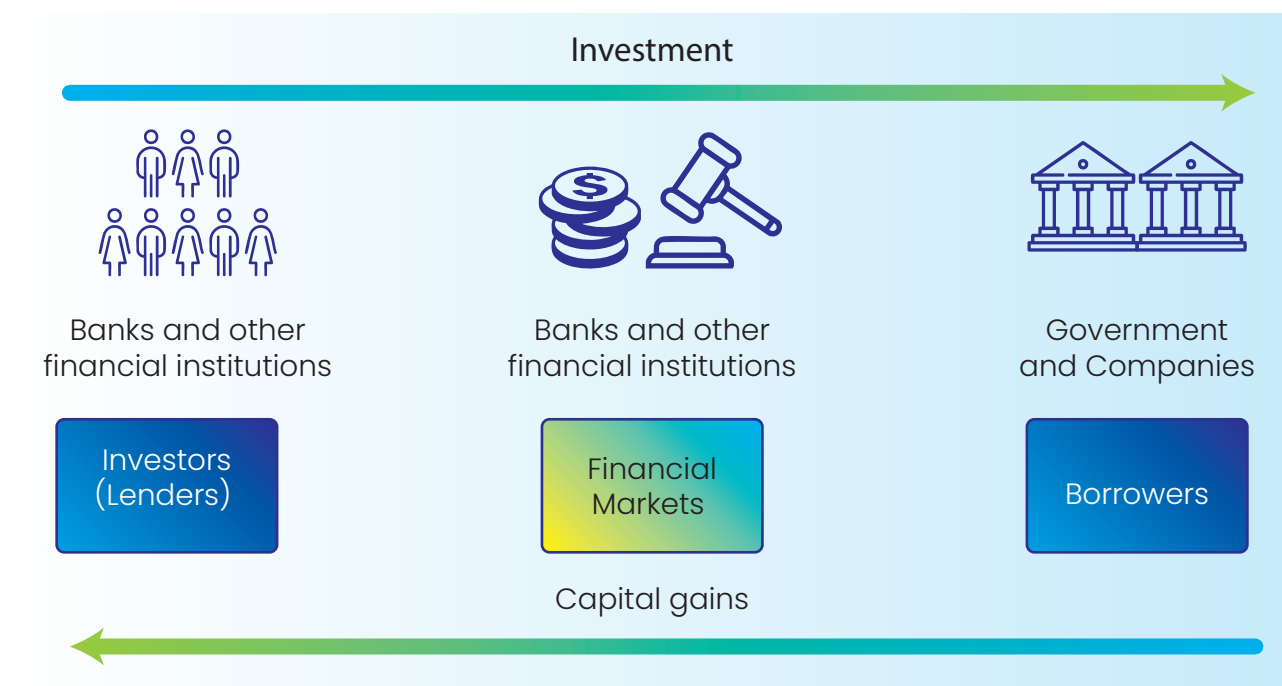 Investment
$
Banks and other
financial institutions
Banks and other
financial institutions
Government
and Companies
Investors
(Lenders)
Financial
Markets
Borrowers
Capital gains